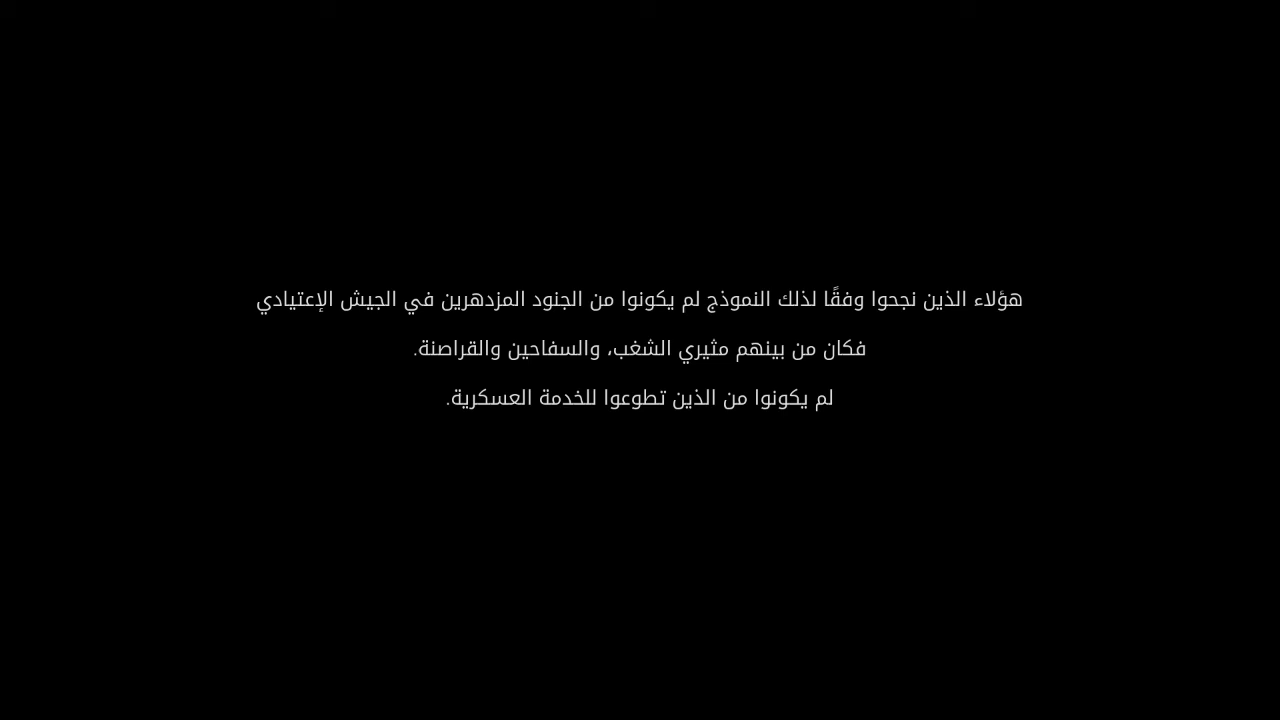 هؤلاء الذين نجحوا وفقًا لذلك النموذج لم يكونوا من الجنود المزدهرين في الجيش الإعتيادي
فكان من بينهم مثيري الشغب، والسفاحين والقراصنة.
لم يكونوا من الذين تطوعوا للخدمة العسكرية.